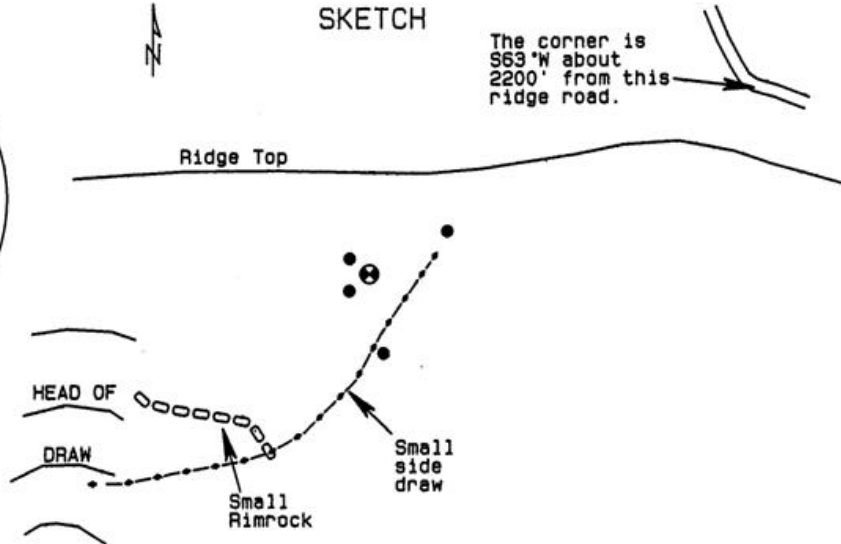 SKETCH
N
The corner is
S63°W about
2200' from this
ridge road.
Ridge Top
HEAD OF
DRAW
Small
side
draw
Small
Rimrock